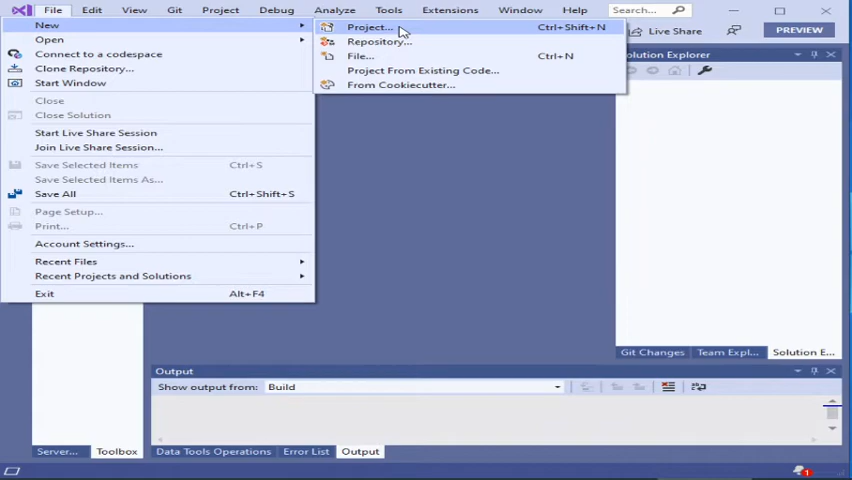 File Edit View Git Project Debug Analyze Tools Extensions Window Help Search...
New
Open
Connect to a codespace
Clone Repository...
Start Window
Close
Close Solution
Start Live Share Session
Join Live Share Session...
Save Selected Items Ctrl+S
Save Selected Items As...
Save All Ctrl+Shift+S
Page Setup...
Print... Ctrl+P
Account Settings...
Recent Files
Recent Projects and Solutions
Exit Alt+F4
Project... Ctrl+Shift+N
Repository...
File... Ctrl+N
Project From Existing Code...
From Cookiecutter...
Live Share PREVIEW
Solution Explorer
Git Changes Team Expl... Solution E...
Output
Show output from: Build
Server... Toolbox Data Tools Operations Error List Output
1